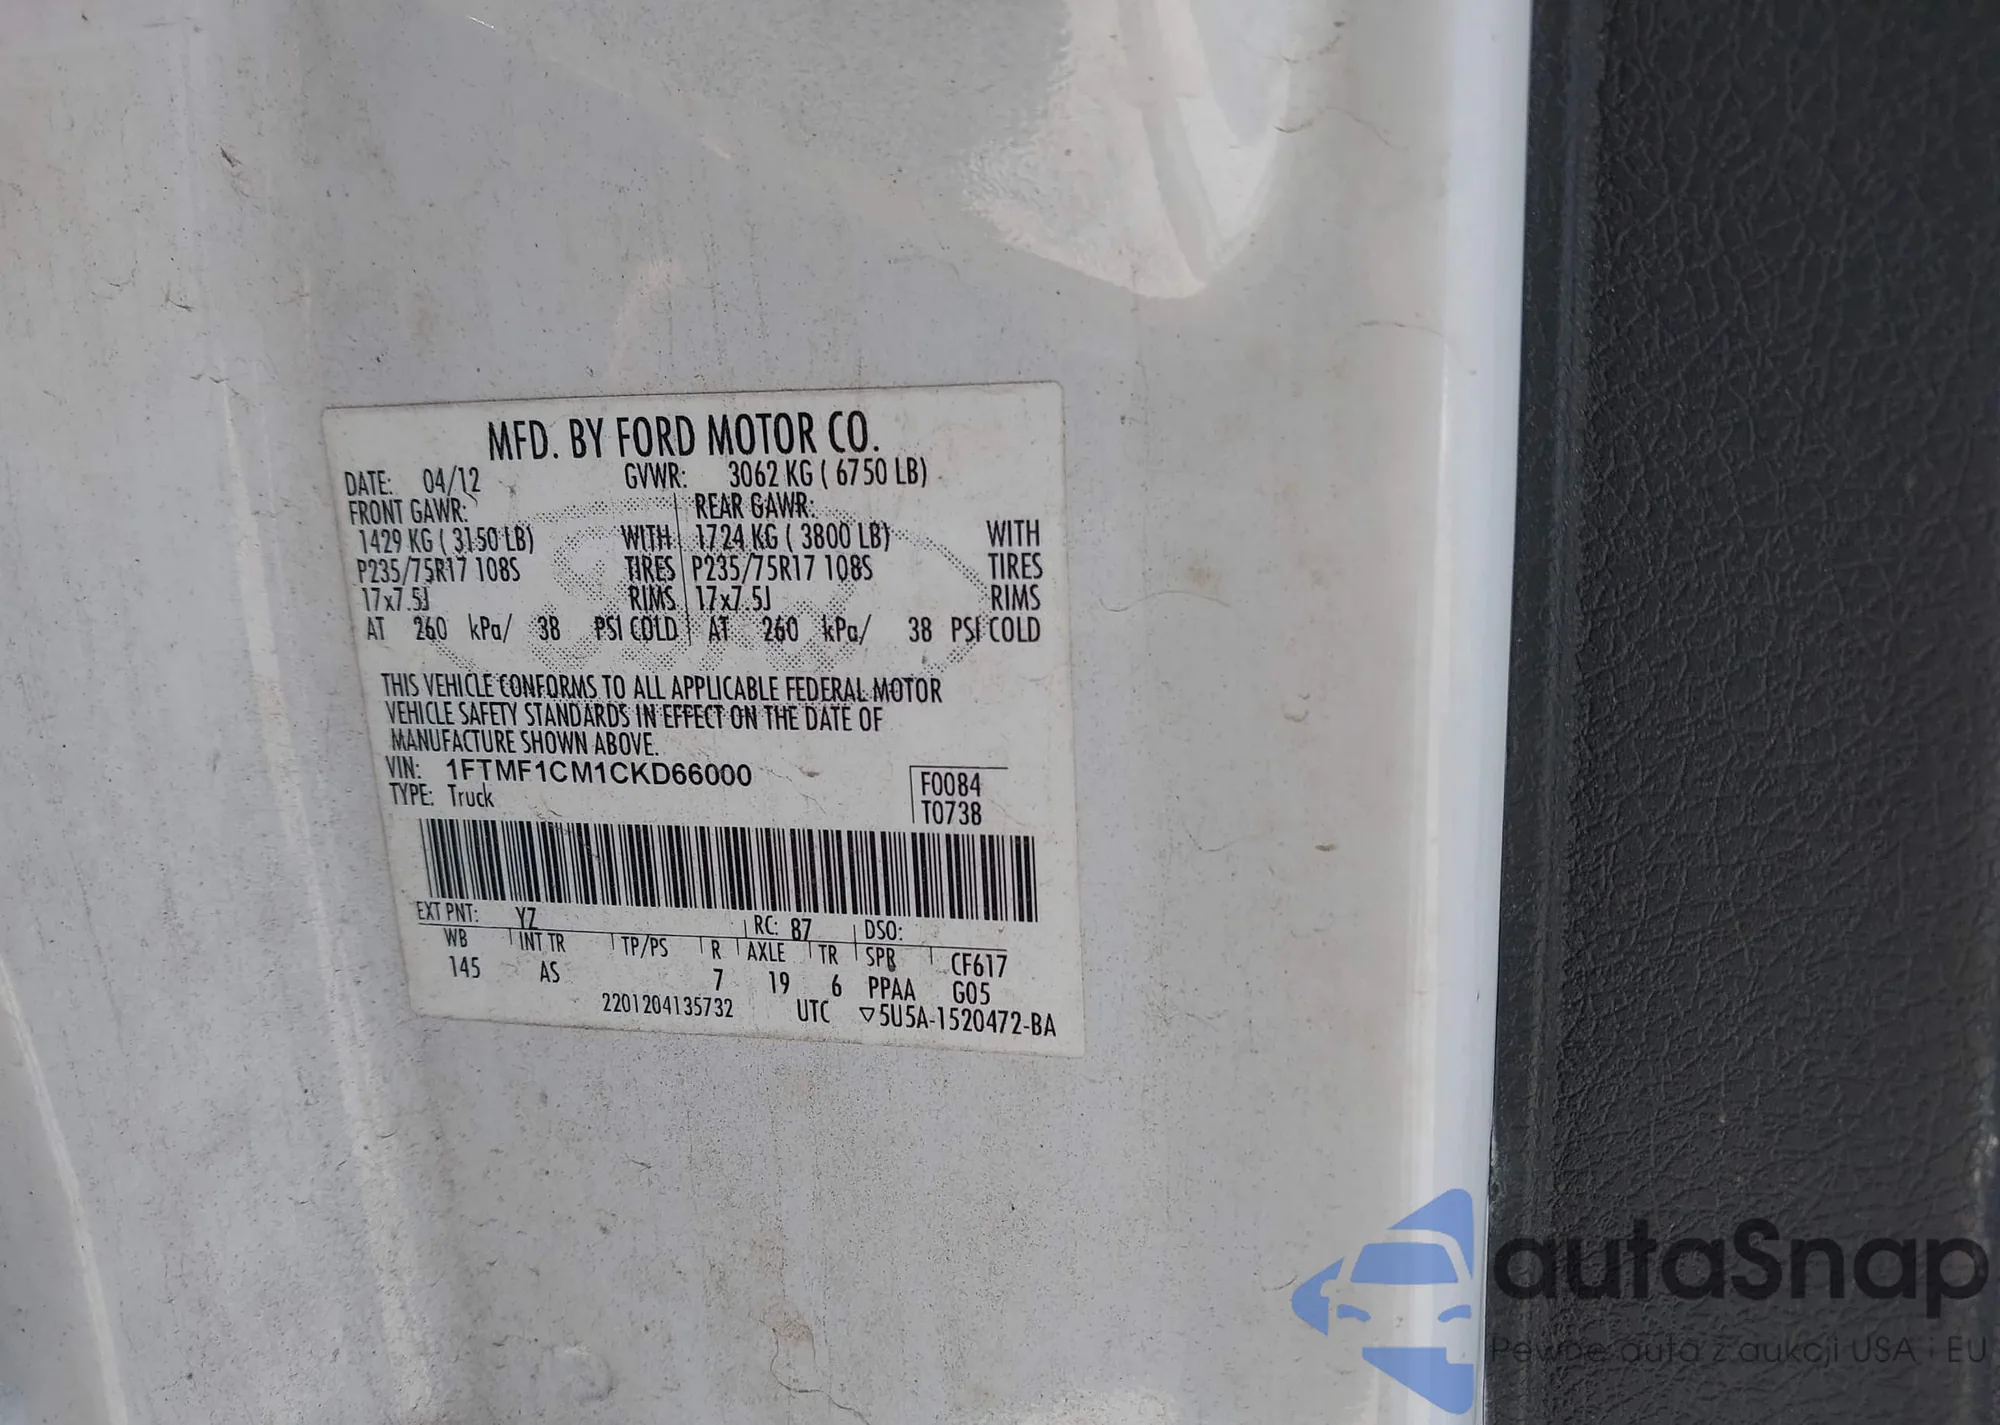 MFD. BY FORD MOTOR CO.
DATE: 04/12 GVWR: 3062 KG ( 6750 LB)
FRONT GAWR: REAR GAWR:
1429 KG ( 3150 LB) WITH 1724 KG ( 3800 LB) WITH
P235/75R17 108S TIRES P235/75R17 108S TIRES
17x7.5J RIMS 17x7.5J RIMS
AT 260 kPa/ 38 PSI COLD AT 260 kPa/ 38 PSI COLD
THIS VEHICLE CONFORMS TO ALL APPLICABLE FEDERAL MOTOR
VEHICLE SAFETY STANDARDS IN EFFECT ON THE DATE OF
MANUFACTURE SHOWN ABOVE.
VIN: 1FTMF1CM1CKD66000 F0084
TYPE: Truck T0738
EXT PNT: YZ RC: 87 DSO:
WB INT TR TP/PS R AXLE TR SPR CF617
145 AS 7 19 6 PPAA G05
2201204135732 UTC ▽5U5A-1520472-BA
autaSnap
Pewne auta z aukcji USA i EU